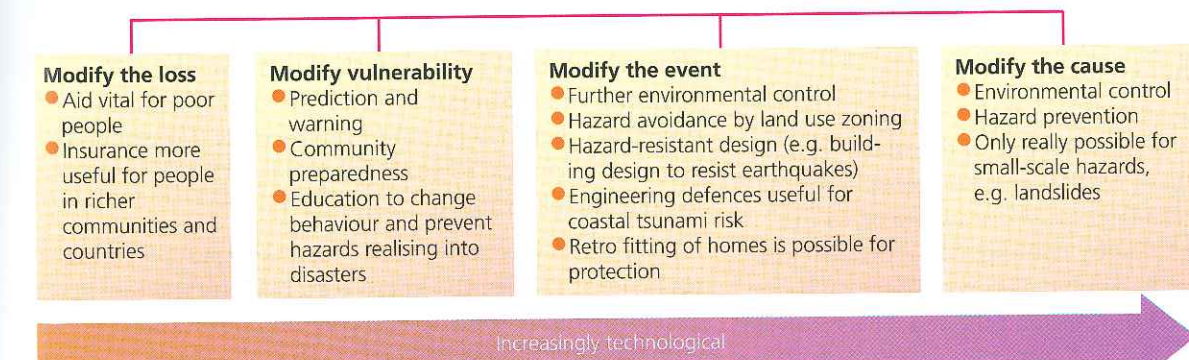 Modify the loss
Aid vital for poor
people
Insurance more
useful for people
in richer
communities and
countries
Modify vulnerability
Prediction and
warning
Community
preparedness
Education to change
behaviour and prevent
hazards realising into
disasters
Modify the event
Further environmental control
Hazard avoidance by land use zoning
Hazard-resistant design (e.g. build-
ing design to resist earthquakes)
Engineering defences useful for
coastal tsunami risk
Retro fitting of homes is possible for
protection
Modify the cause
Environmental control
Hazard prevention
Only really possible for
small-scale hazards,
e.g. landslides
Increasingly technological